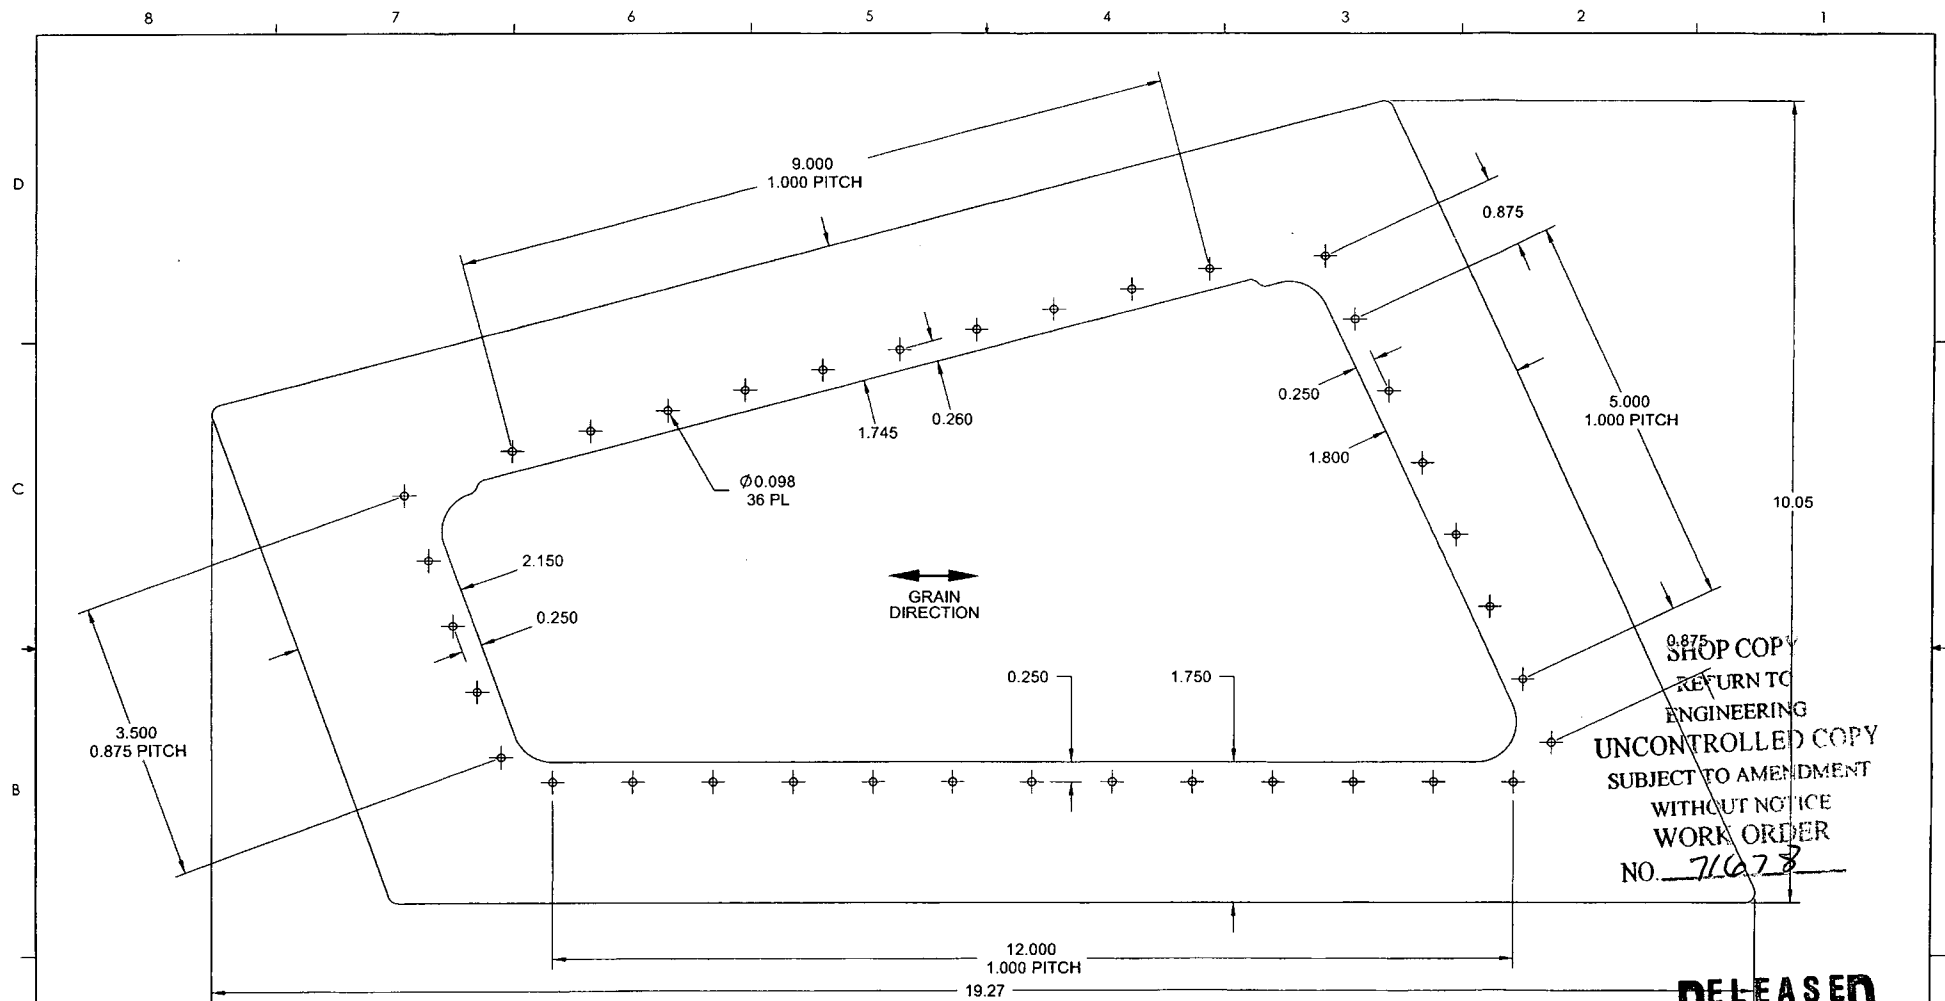 8 7 6 5 4 3 2 1
D
C
B
9.000
1.000 PITCH
0.875
0.250
5.000
1.000 PITCH
1.745
0.260
1.800
Ø0.098
36 PL
10.05
2.150
0.250
GRAIN
DIRECTION
0.875
0.250
1.750
3.500
0.875 PITCH
SHOP COPY
RETURN TO
ENGINEERING
UNCONTROLLED COPY
SUBJECT TO AMENDMENT
WITHOUT NOTICE
WORK ORDER
NO. 71678
12.000
1.000 PITCH
19.27
RELEASED